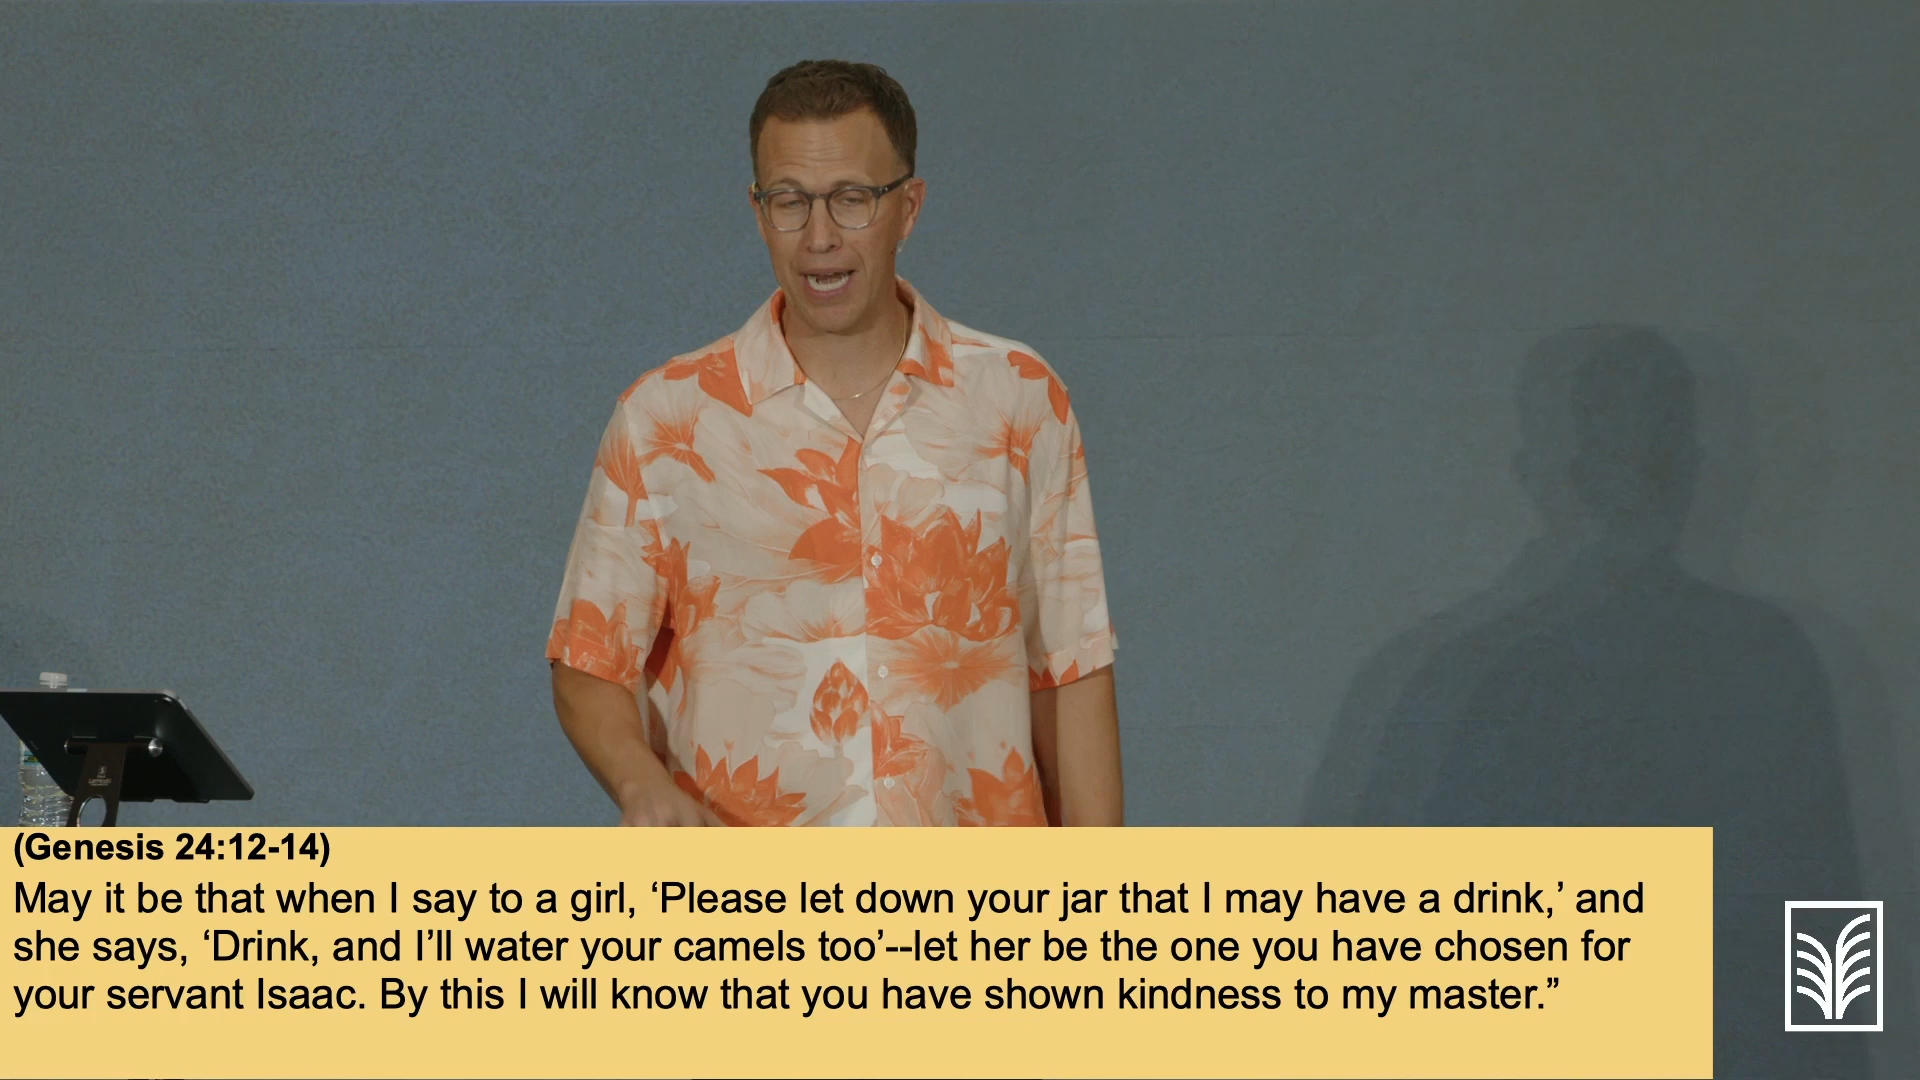 (Genesis 24:12-14)
May it be that when I say to a girl, ‘Please let down your jar that I may have a drink,’ and
she says, ‘Drink, and I’ll water your camels too’--let her be the one you have chosen for
your servant Isaac. By this I will know that you have shown kindness to my master.”